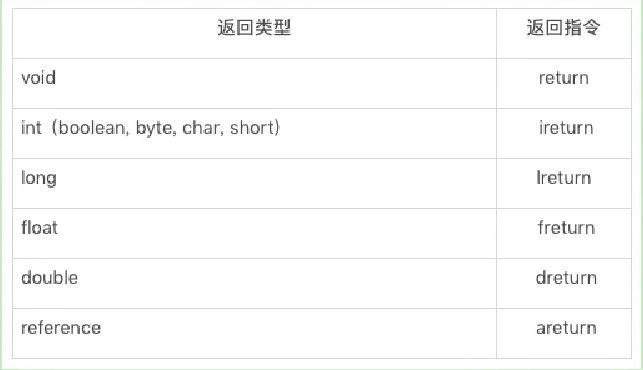 返回类型 返回指令
void return
int（boolean, byte, char, short） ireturn
long lreturn
float freturn
double dreturn
reference areturn